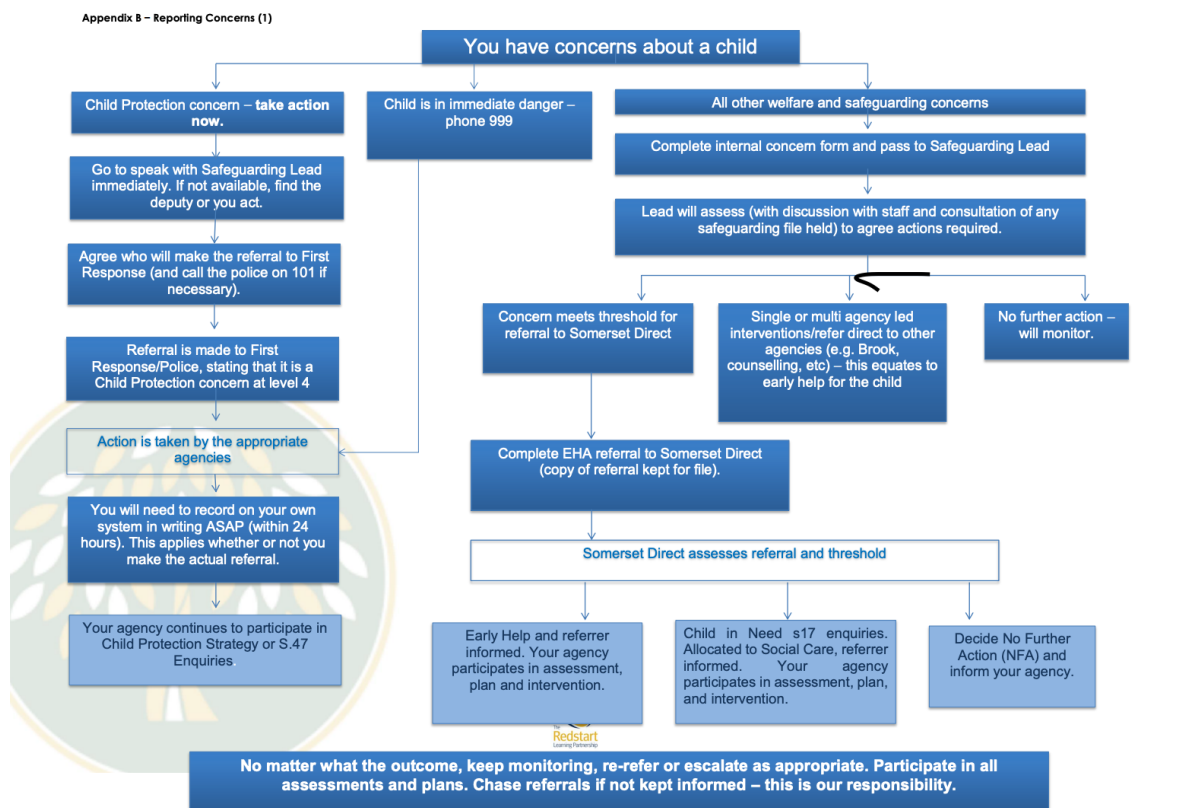 Appendix B – Reporting Concerns (1)
You have concerns about a child
Child Protection concern – take action
now.
Go to speak with Safeguarding Lead
immediately. If not available, find the
deputy or you act.
Agree who will make the referral to First
Response (and call the police on 101 if
necessary).
Referral is made to First
Response/Police, stating that it is a
Child Protection concern at level 4
Action is taken by the appropriate
agencies
You will need to record on your own
system in writing ASAP (within 24
hours). This applies whether or not you
make the actual referral.
Your agency continues to participate in
Child Protection Strategy or S.47
Enquiries.
Child is in immediate danger –
phone 999
All other welfare and safeguarding concerns
Complete internal concern form and pass to Safeguarding Lead
Lead will assess (with discussion with staff and consultation of any
safeguarding file held) to agree actions required.
Concern meets threshold for
referral to Somerset Direct
Single or multi agency led
interventions/refer direct to other
agencies (e.g. Brook,
counselling, etc) – this equates to
early help for the child
No further action –
will monitor.
Complete EHA referral to Somerset Direct
(copy of referral kept for file).
Somerset Direct assesses referral and threshold
Early Help and referrer
informed. Your agency
participates in assessment,
plan and intervention.
Child in Need s17 enquiries.
Allocated to Social Care, referrer
informed. Your agency
participates in assessment, plan,
and intervention.
Decide No Further
Action (NFA) and
inform your agency.
The
Redstart
Learning Partnership
No matter what the outcome, keep monitoring, re-refer or escalate as appropriate. Participate in all
assessments and plans. Chase referrals if not kept informed – this is our responsibility.